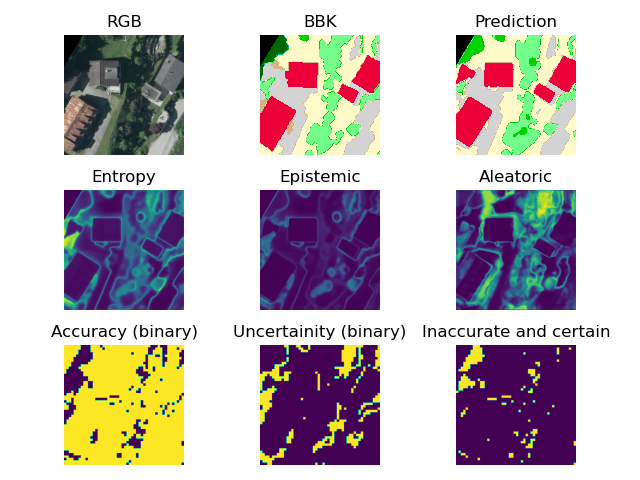 RGB
BBK
Prediction
Entropy
Epistemic
Aleatoric
Accuracy (binary)
Uncertainity (binary)
Inaccurate and certain